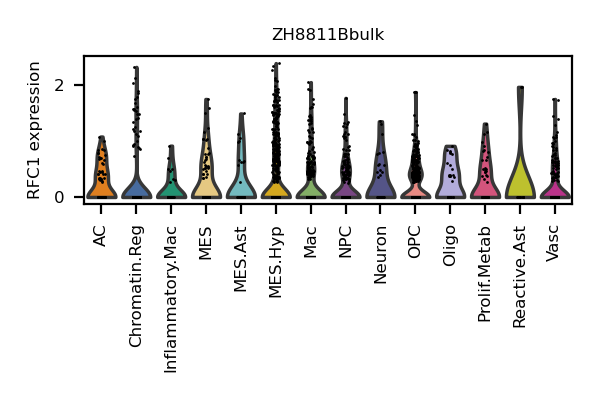 ZH8811Bbulk
RFC1 expression
2
0
AC
Chromatin.Reg
Inflammatory.Mac
MES
MES.Ast
MES.Hyp
Mac
NPC
Neuron
OPC
Oligo
Prolif.Metab
Reactive.Ast
Vasc